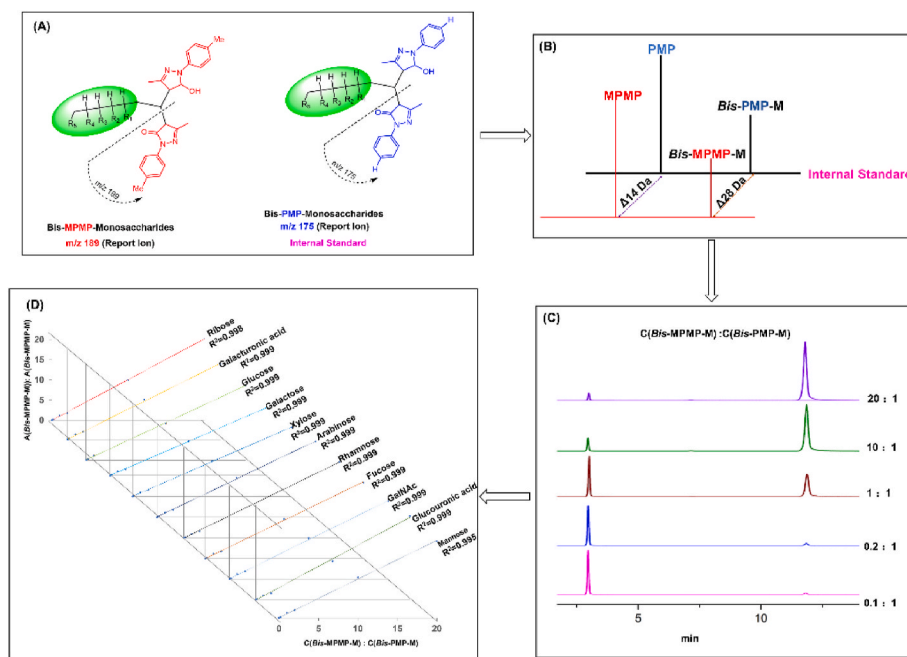 (A)
Me
N
N
OH
H H H H
R₅ R₄ R₃ R₂ R₁
O
N
N
Me
m/z 189
Bis-MPMP-Monosaccharides
m/z 189 (Report Ion)
H
N
N
OH
H H H H
R₅ R₄ R₃ R₂ R₁
O
N
N
H
m/z 175
Bis-PMP-Monosaccharides
m/z 175 (Report Ion)
Internal Standard
(B)
PMP
MPMP
Bis-PMP-M
Bis-MPMP-M
Internal Standard
Δ14 Da
Δ28 Da
(C)
C(Bis-MPMP-M) :C(Bis-PMP-M)
20 : 1
10 : 1
1 : 1
0.2 : 1
0.1 : 1
5 10
min
(D)
A(Bis-MPMP-M): A(Bis-PMP-M)
20
15
10
5
0
Ribose
R²=0.998
Galacturonic acid
R²=0.999
Glucose
R²=0.999
Galactose
R²=0.999
Xylose
R²=0.999
Arabinose
R²=0.999
Rhamnose
R²=0.999
Fucose
R²=0.999
GalNAc
R²=0.999
Glucouronic acid
R²=0.999
Mannose
R²=0.995
0 5 10 15 20
C(Bis-MPMP-M) : C(Bis-PMP-M)